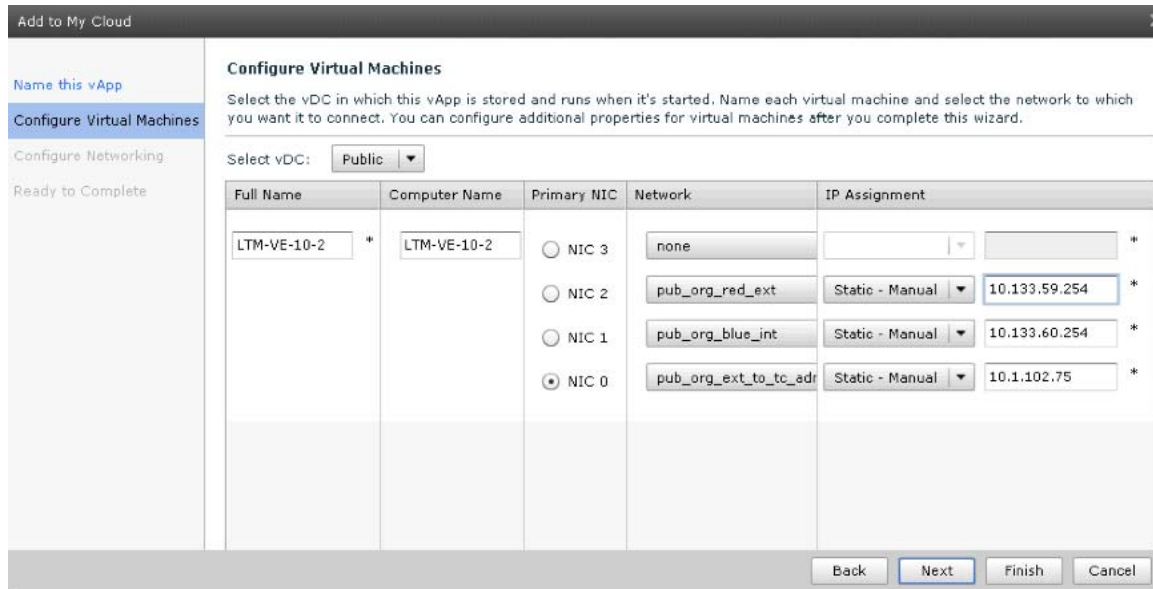 Add to My Cloud
Name this vApp
Configure Virtual Machines
Configure Networking
Ready to Complete
Configure Virtual Machines
Select the vDC in which this vApp is stored and runs when it's started. Name each virtual machine and select the network to which
you want it to connect. You can configure additional properties for virtual machines after you complete this wizard.
Select vDC: Public
Full Name Computer Name Primary NIC Network IP Assignment
LTM-VE-10-2 * LTM-VE-10-2 NIC 3 none *
NIC 2 pub_org_red_ext Static - Manual 10.133.59.254 *
NIC 1 pub_org_blue_int Static - Manual 10.133.60.254 *
NIC 0 pub_org_ext_to_tc_adr Static - Manual 10.1.102.75 *
Back Next Finish Cancel